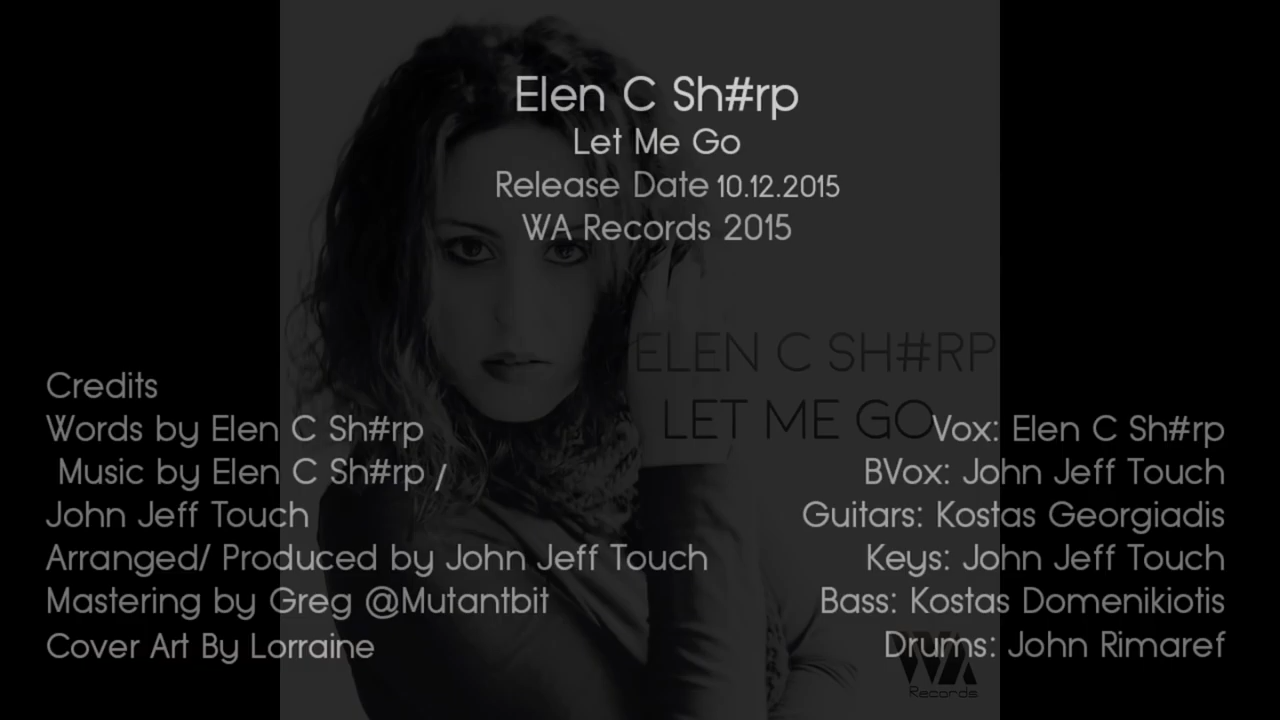 Elen C Sh#rp
Let Me Go
Release Date 10.12.2015
WA Records 2015
ELEN C SH#RP
LET ME GO
Credits
Words by Elen C Sh#rp
Music by Elen C Sh#rp /
John Jeff Touch
Arranged/ Produced by John Jeff Touch
Mastering by Greg @Mutantbit
Cover Art By Lorraine
Vox: Elen C Sh#rp
BVox: John Jeff Touch
Guitars: Kostas Georgiadis
Keys: John Jeff Touch
Bass: Kostas Domenikiotis
Drums: John Rimaref
WA
Records